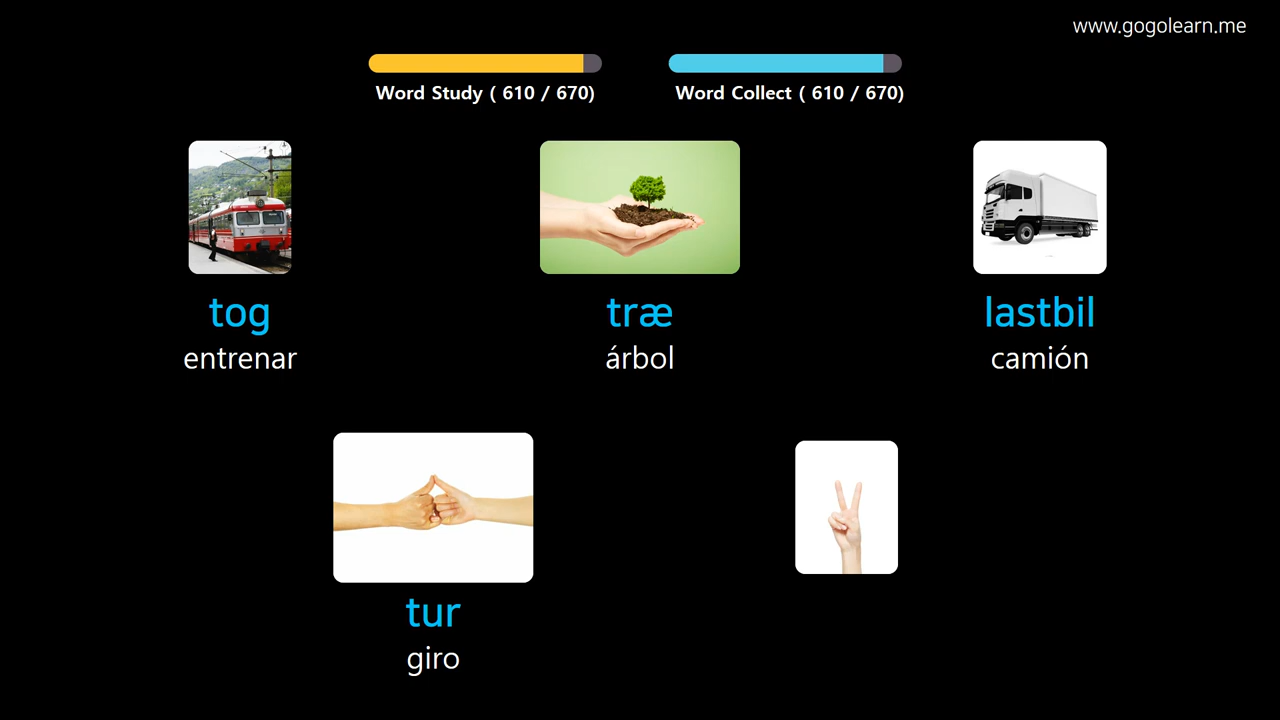 www.gogolearn.me
Word Study ( 610 / 670)
Word Collect ( 610 / 670)
tog
entrenar
træ
árbol
lastbil
camión
tur
giro